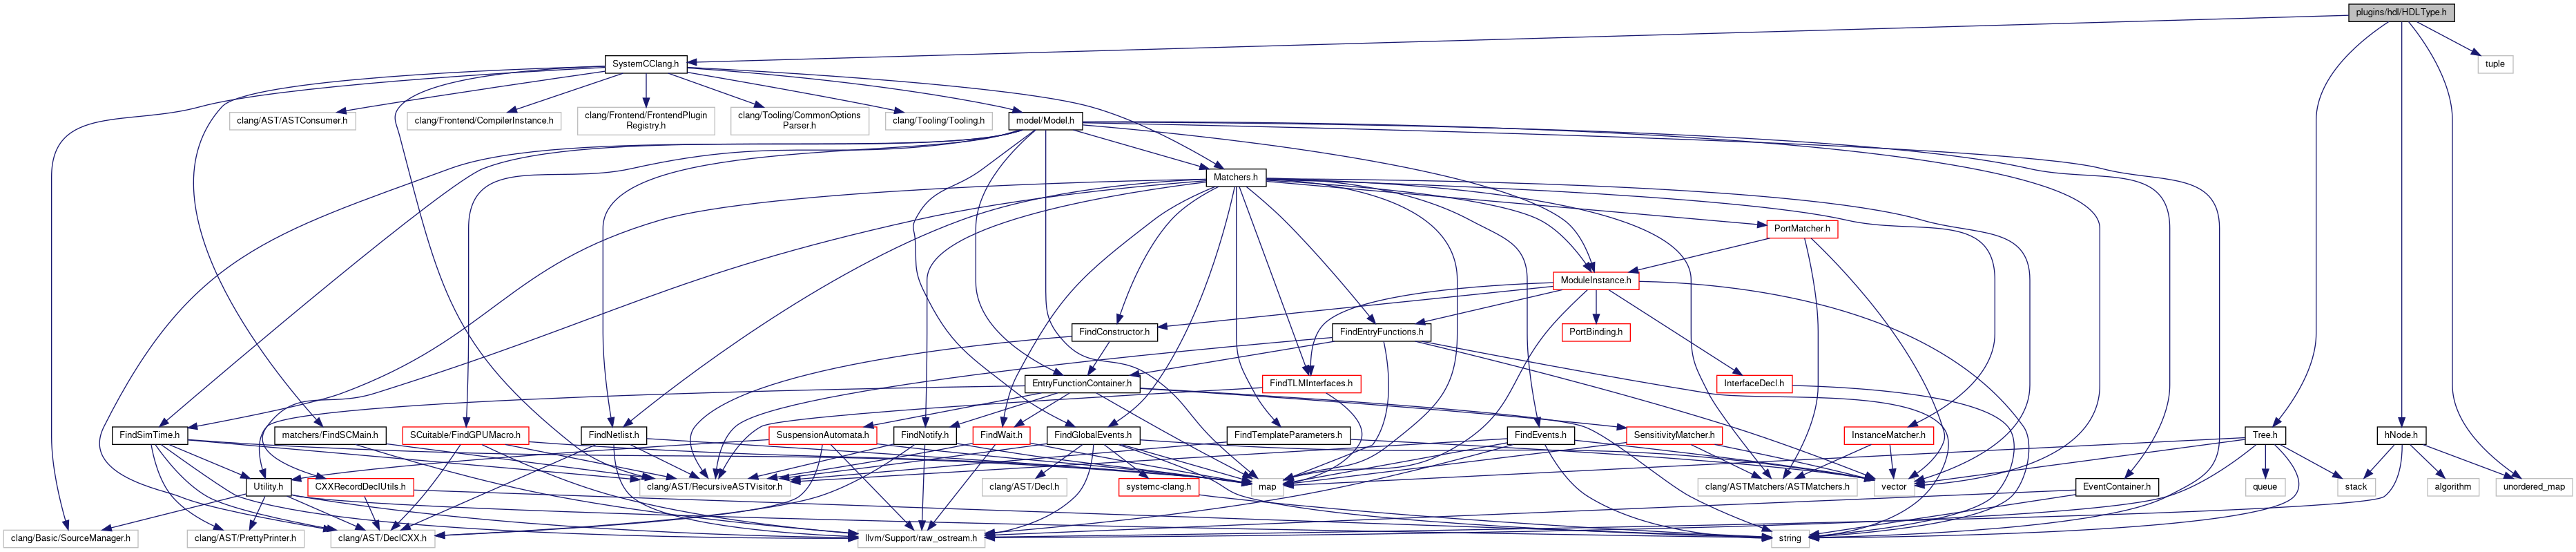 plugins/hdl/HDLType.h
SystemCClang.h
tuple
clang/AST/ASTConsumer.h
clang/Frontend/CompilerInstance.h
clang/Frontend/FrontendPlugin
Registry.h
clang/Tooling/CommonOptions
Parser.h
clang/Tooling/Tooling.h
model/Model.h
Matchers.h
PortMatcher.h
ModuleInstance.h
FindConstructor.h
FindEntryFunctions.h
PortBinding.h
EntryFunctionContainer.h
FindTLMInterfaces.h
InterfaceDecl.h
FindSimTime.h
matchers/FindSCMain.h
SCuitable/FindGPUMacro.h
FindNetlist.h
SuspensionAutomata.h
FindNotify.h
FindWait.h
FindGlobalEvents.h
FindTemplateParameters.h
FindEvents.h
SensitivityMatcher.h
InstanceMatcher.h
Tree.h
hNode.h
Utility.h
CXXRecordDeclUtils.h
clang/AST/RecursiveASTVisitor.h
clang/AST/Decl.h
systemc-clang.h
map
clang/ASTMatchers/ASTMatchers.h
vector
EventContainer.h
queue
stack
algorithm
unordered_map
clang/Basic/SourceManager.h
clang/AST/PrettyPrinter.h
clang/AST/DeclCXX.h
llvm/Support/raw_ostream.h
string